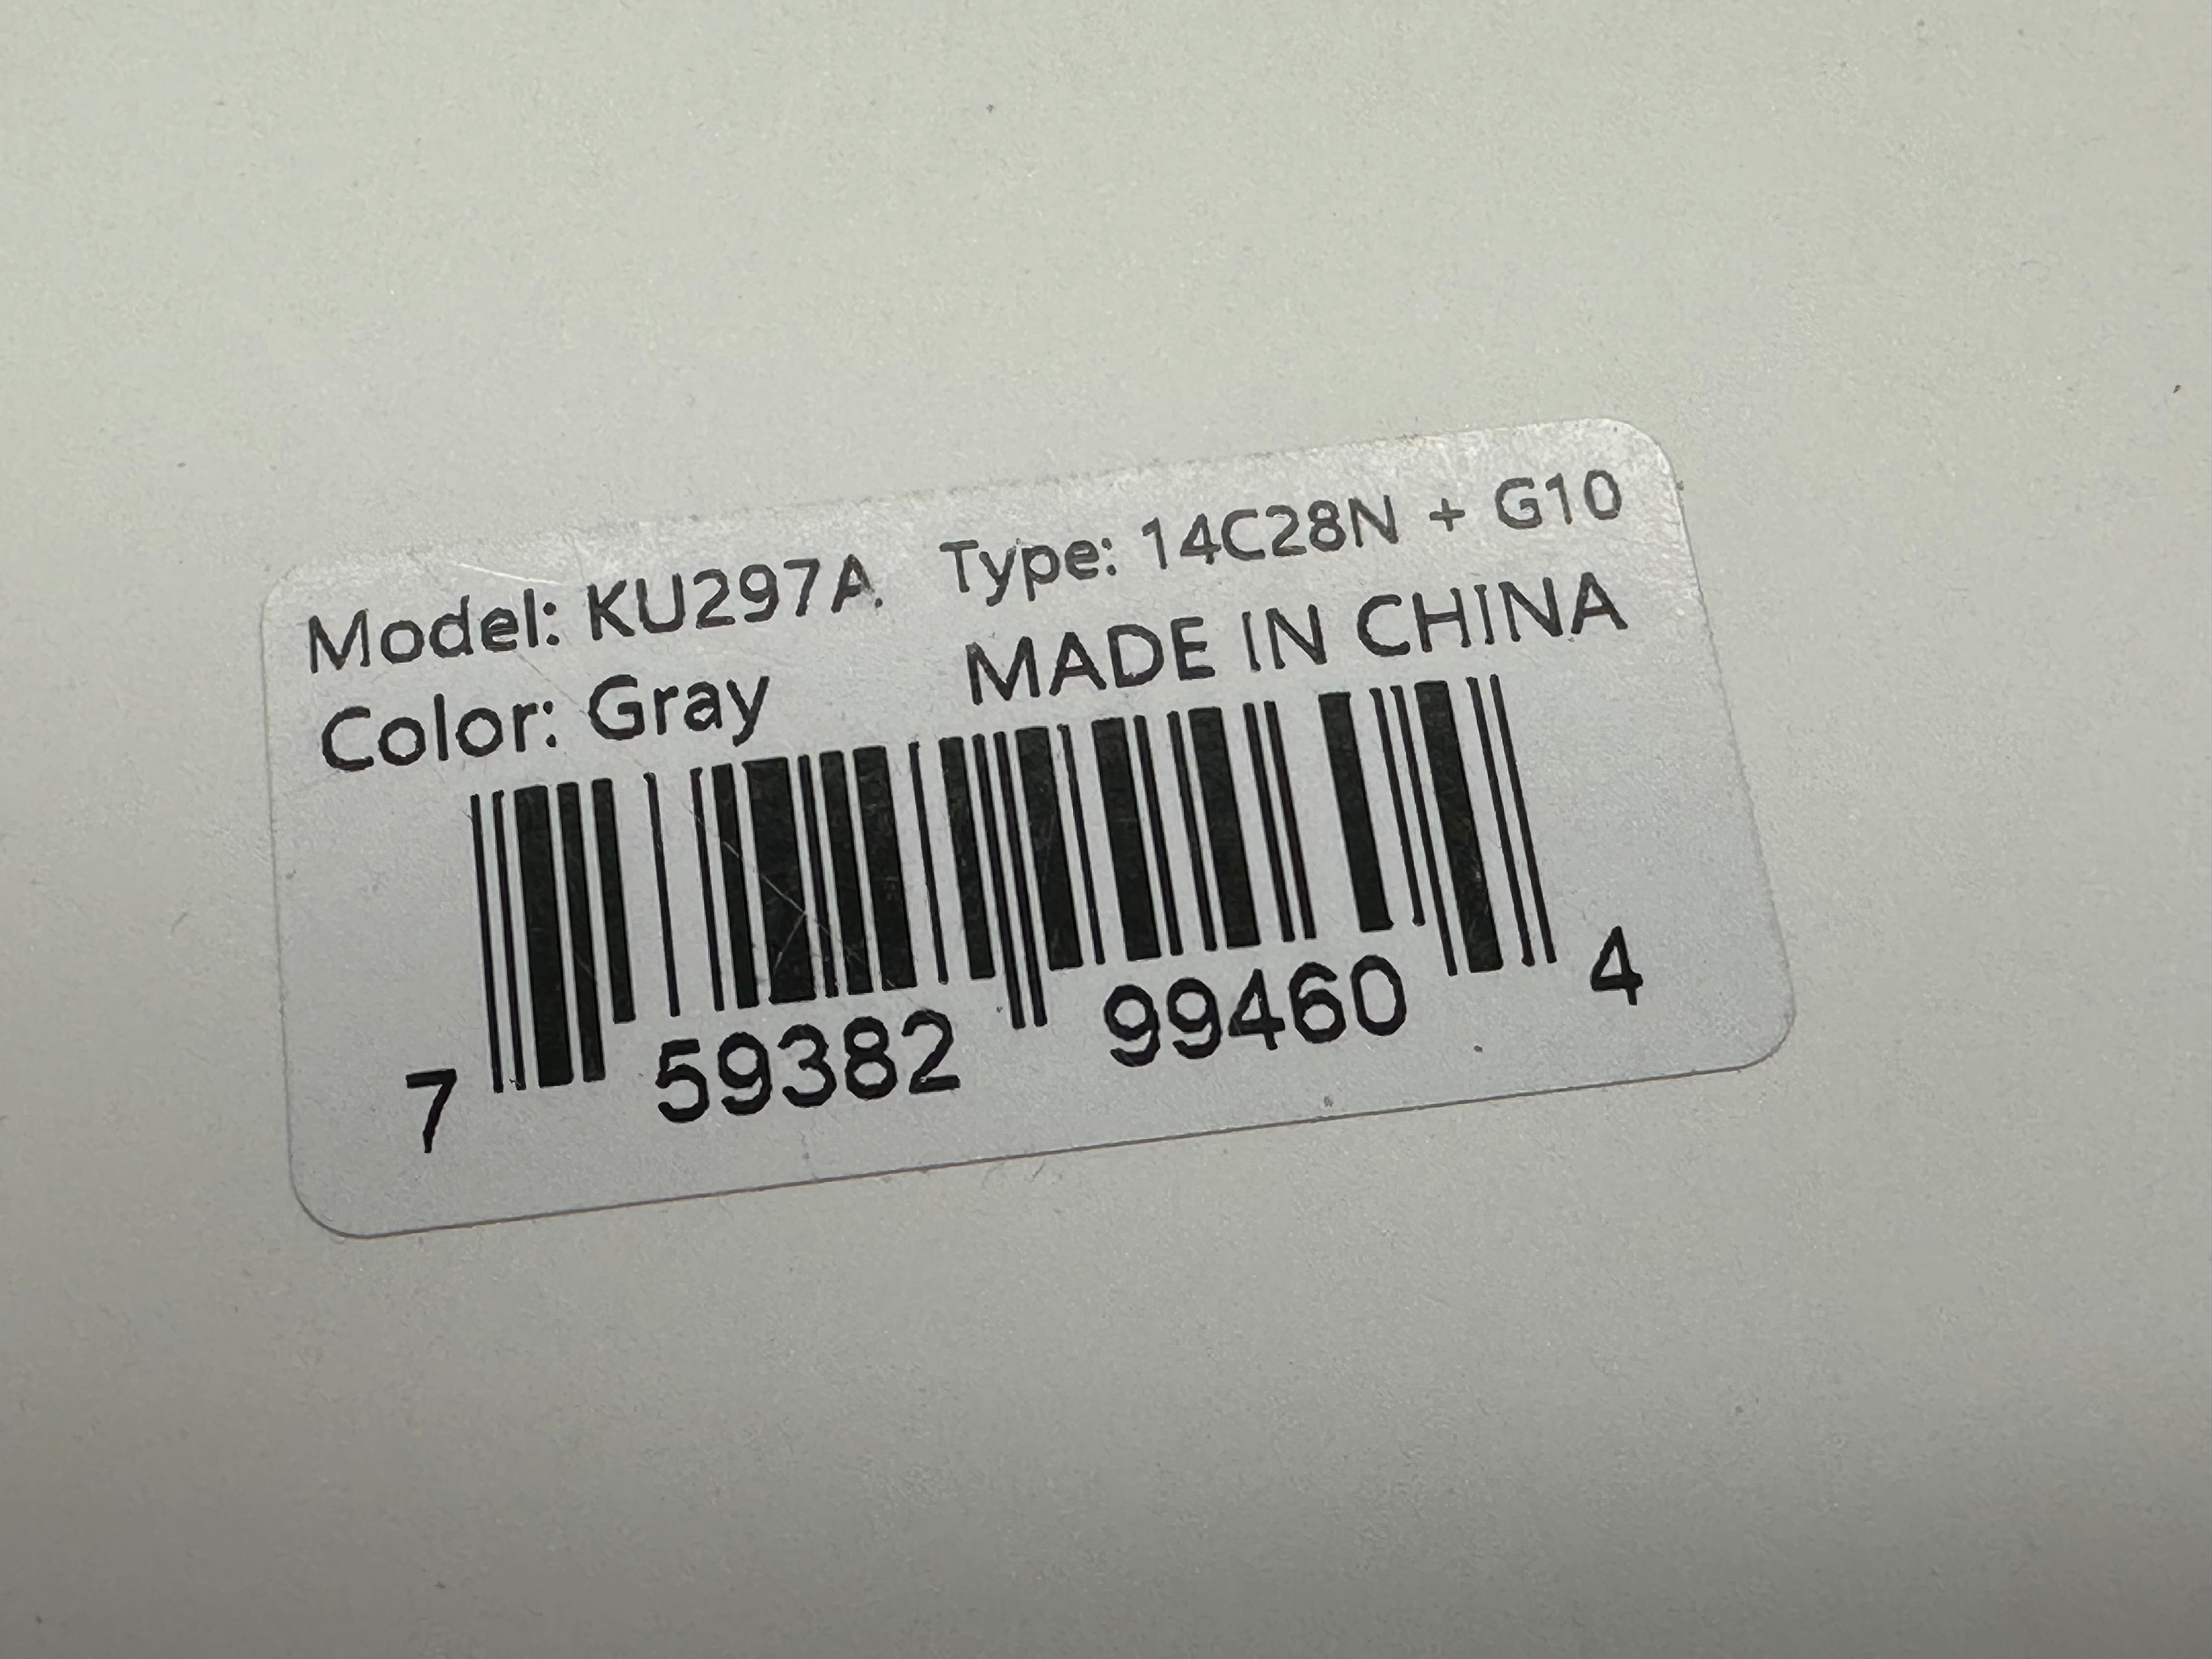 Model: KU297A Type: 14C28N + G10
Color: Gray MADE IN CHINA
7 59382 99460 4